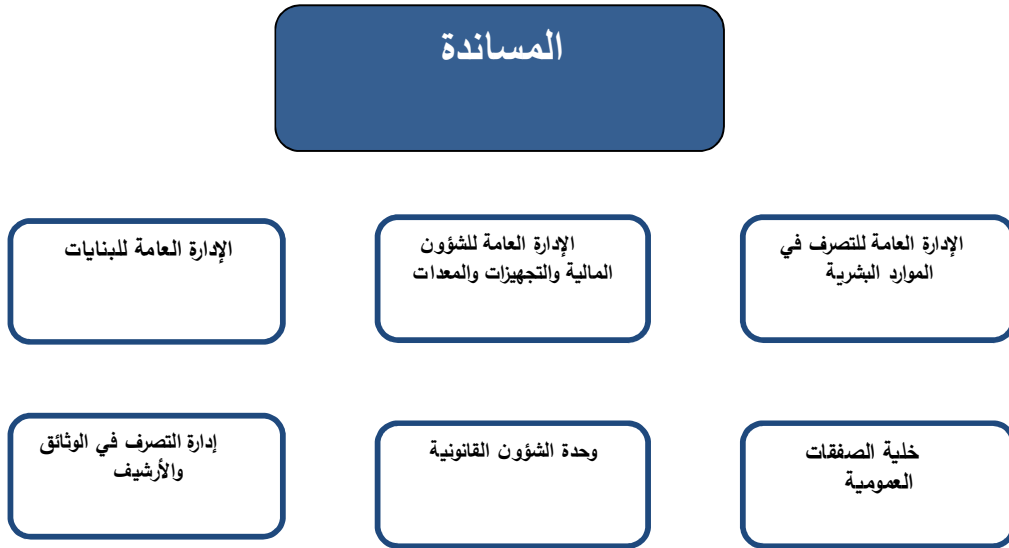 المساندة
الإدارة العامة للتصرف في
الموارد البشرية
الإدارة العامة للشؤون
المالية والتجهيزات والمعدات
الإدارة العامة للبنايات
خلية الصفقات
العمومية
وحدة الشؤون القانونية
إدارة التصرف في الوثائق
والأرشيف